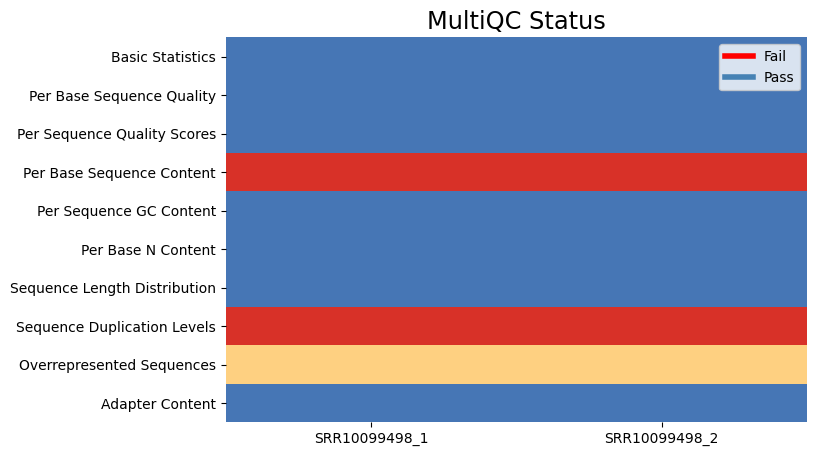 MultiQC Status
Basic Statistics
Per Base Sequence Quality
Per Sequence Quality Scores
Per Base Sequence Content
Per Sequence GC Content
Per Base N Content
Sequence Length Distribution
Sequence Duplication Levels
Overrepresented Sequences
Adapter Content
Fail
Pass
SRR10099498_1
SRR10099498_2